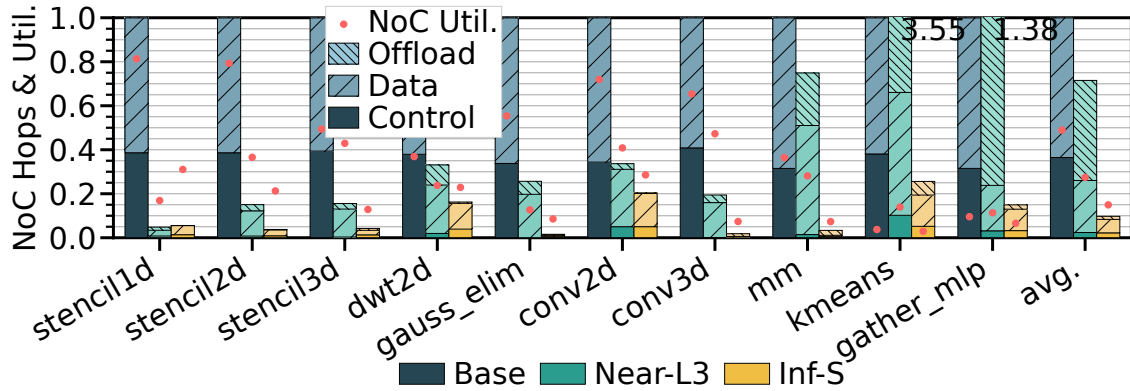 NoC Hops & Util.
1.0
0.8
0.6
0.4
0.2
0.0
NoC Util.
Offload
Data
Control
3.55
1.38
stencil1d
stencil2d
stencil3d
dwt2d
gauss_elim
conv2d
conv3d
mm
kmeans
gather_mlp
avg.
Base
Near-L3
Inf-S